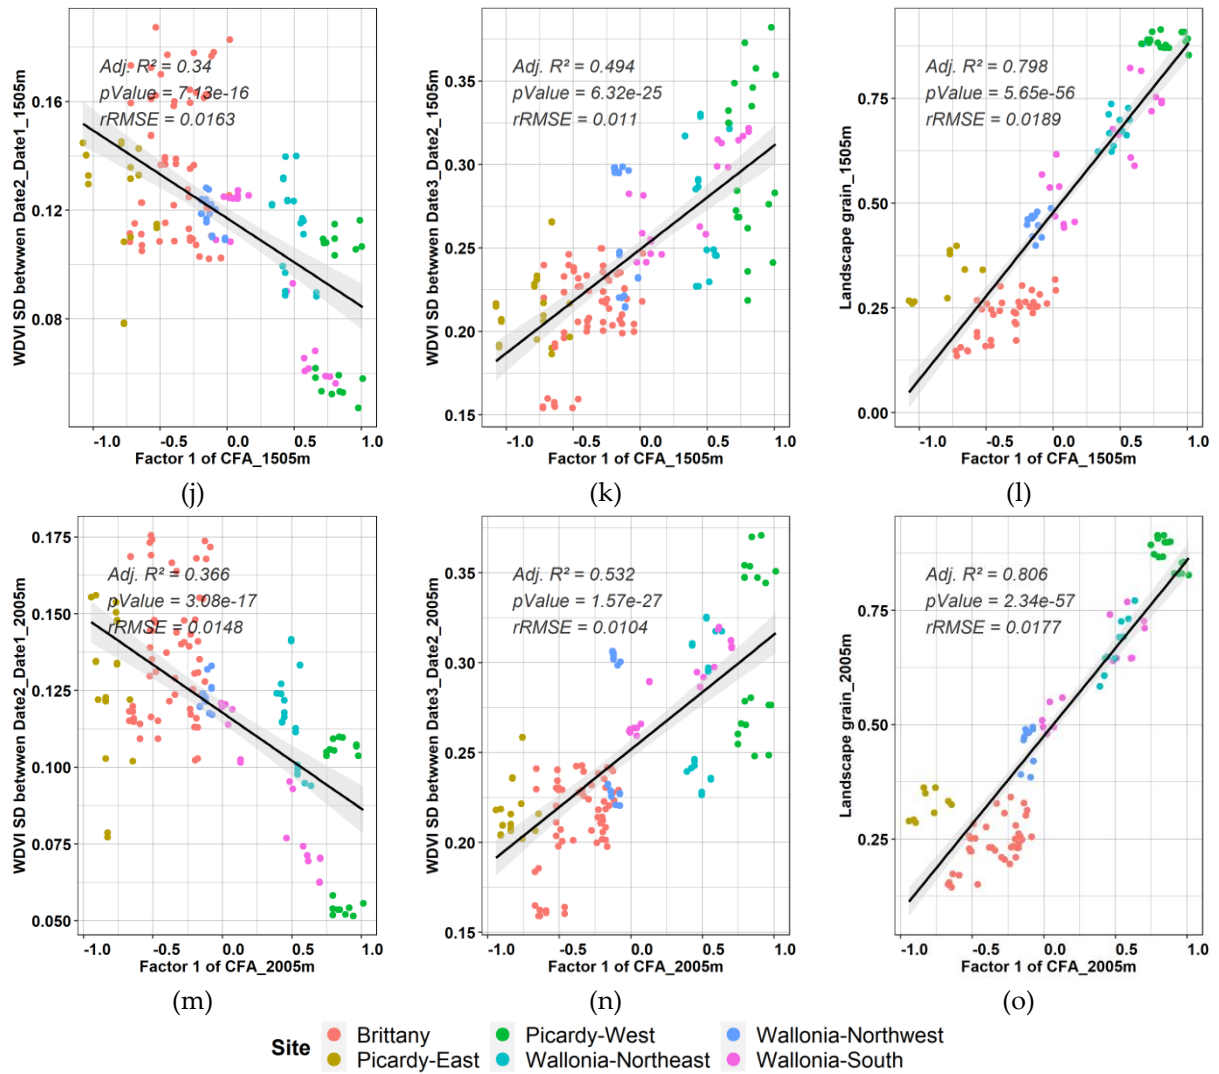 WDVI SD betwven Date2_Date1_1505m
0.16
0.12
0.08
Adj. R² = 0.34
pValue = 7.13e-16
rRMSE = 0.0163
-1.0 -0.5 0.0 0.5 1.0
Factor 1 of CFA_1505m
(j)
WDVI SD betwven Date3_Date2_1505m
0.35
0.30
0.25
0.20
0.15
Adj. R² = 0.494
pValue = 6.32e-25
rRMSE = 0.011
-1.0 -0.5 0.0 0.5 1.0
Factor 1 of CFA_1505m
(k)
Landscape grain_1505m
0.75
0.50
0.25
0.00
Adj. R² = 0.798
pValue = 5.65e-56
rRMSE = 0.0189
-1.0 -0.5 0.0 0.5 1.0
Factor 1 of CFA_1505m
(l)
WDVI SD betwven Date2_Date1_2005m
0.175
0.150
0.125
0.100
0.075
0.050
Adj. R² = 0.366
pValue = 3.08e-17
rRMSE = 0.0148
-1.0 -0.5 0.0 0.5 1.0
Factor 1 of CFA_2005m
(m)
WDVI SD betwven Date3_Date2_2005m
0.35
0.30
0.25
0.20
0.15
Adj. R² = 0.532
pValue = 1.57e-27
rRMSE = 0.0104
-1.0 -0.5 0.0 0.5 1.0
Factor 1 of CFA_2005m
(n)
Landscape grain_2005m
0.75
0.50
0.25
Adj. R² = 0.806
pValue = 2.34e-57
rRMSE = 0.0177
-1.0 -0.5 0.0 0.5 1.0
Factor 1 of CFA_2005m
(o)
Site
Brittany
Picardy-East
Picardy-West
Wallonia-Northeast
Wallonia-Northwest
Wallonia-South